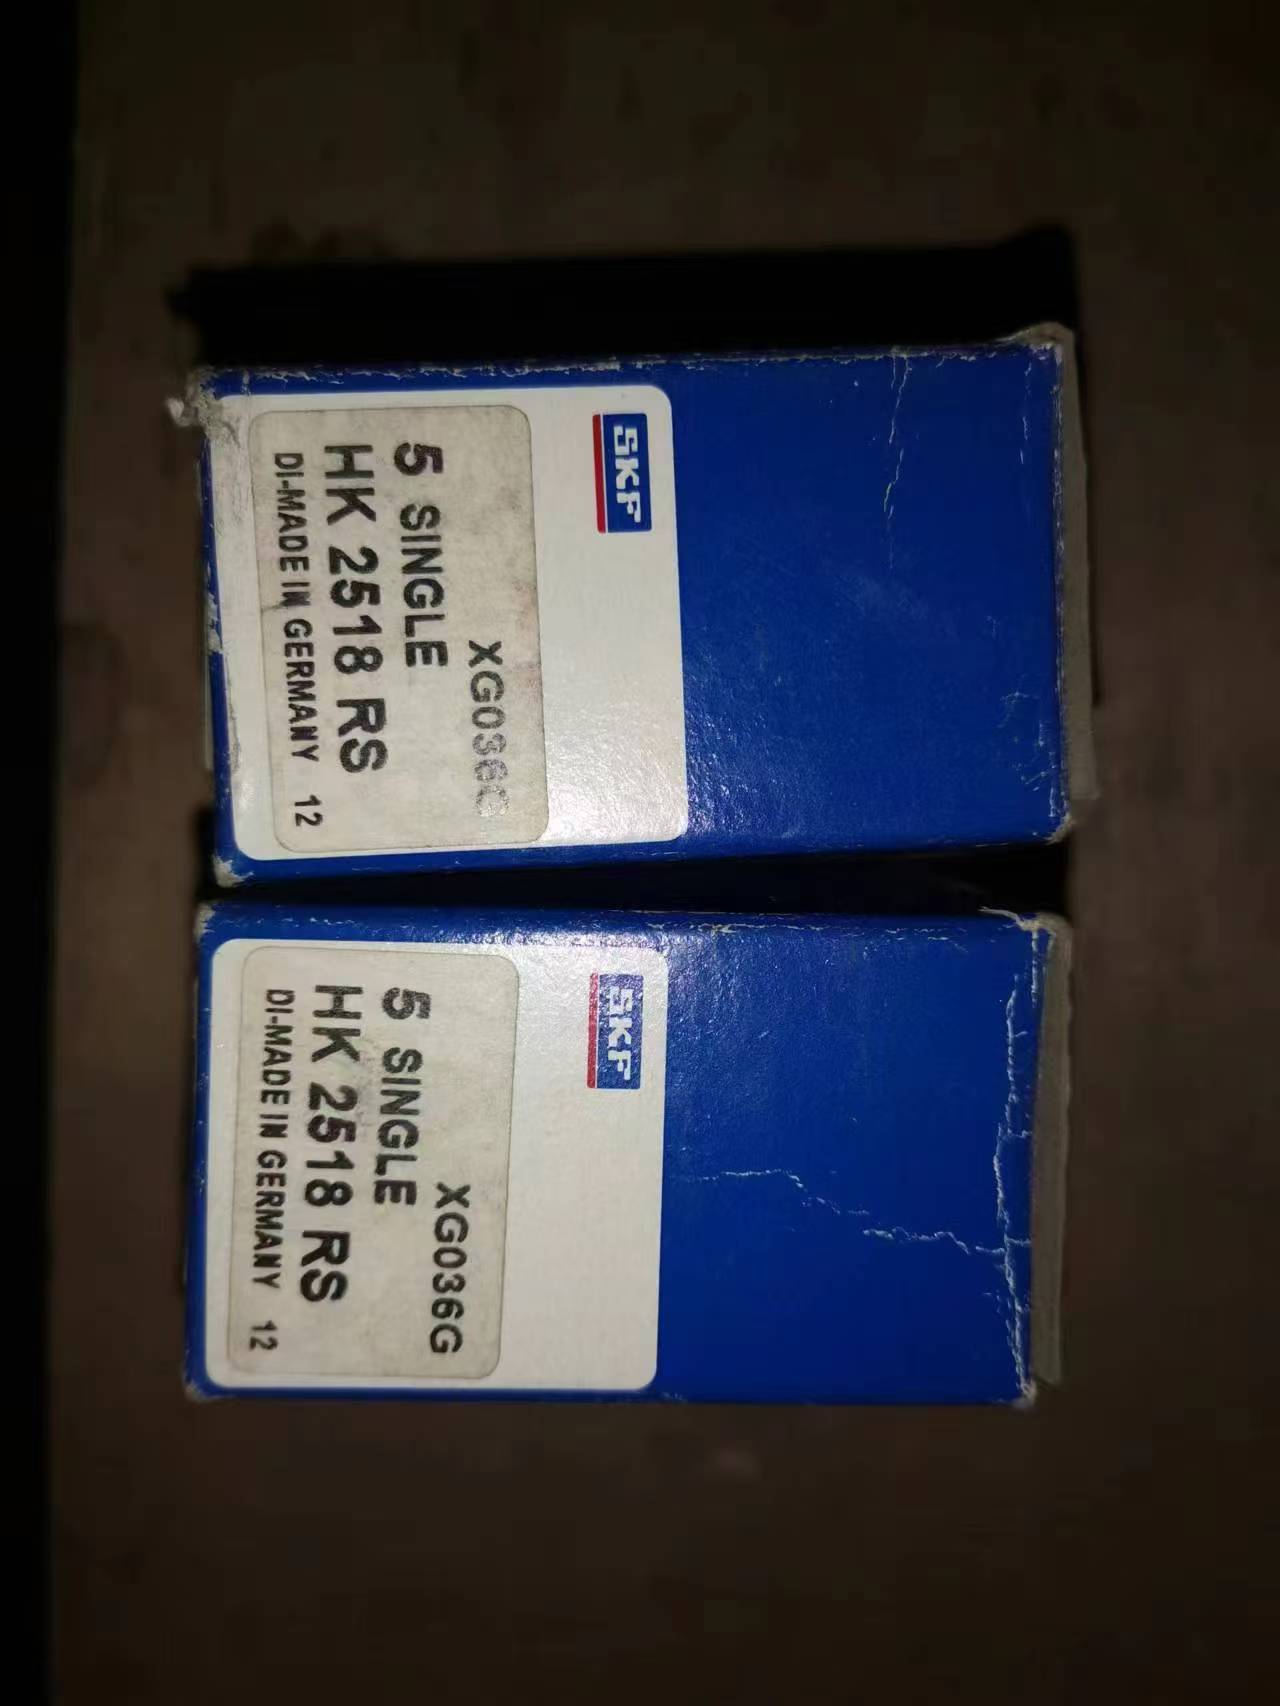 SKF
XG036G
5 SINGLE
HK 2518 RS
DI-MADE IN GERMANY 12
SKF
XG036G
5 SINGLE
HK 2518 RS
DI-MADE IN GERMANY 12